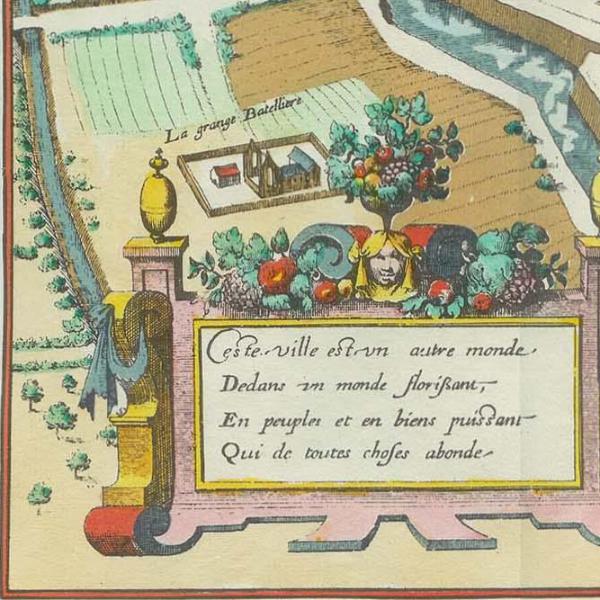 La grange Batelliere
Ceste ville est vn autre monde
Dedans vn monde florißant,
En peuples et en biens puissant
Qui de toutes choses abonde